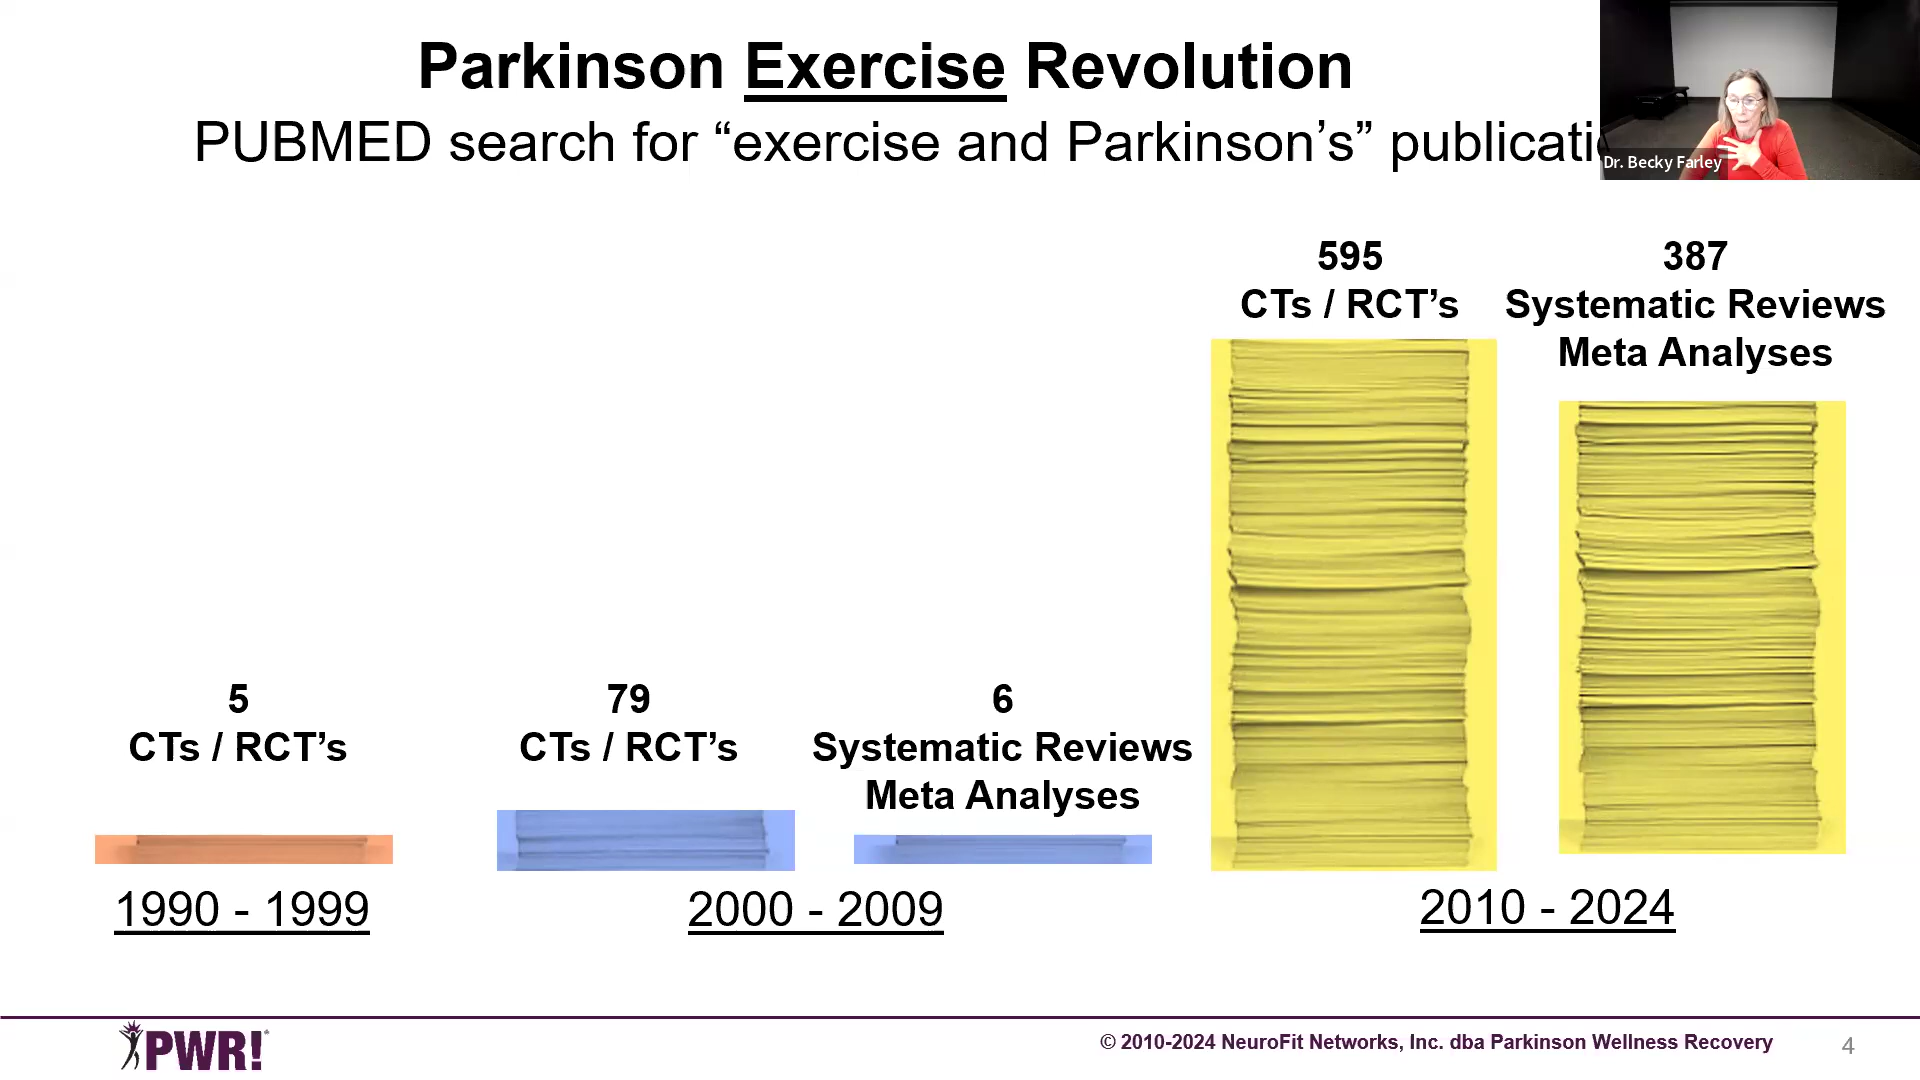 Parkinson Exercise Revolution
PUBMED search for “exercise and Parkinson’s”
Dr. Becky Farley
595
CTs / RCT’s
387
Systematic Reviews
Meta Analyses
5
CTs / RCT’s
79
CTs / RCT’s
6
Systematic Reviews
Meta Analyses
1990 - 1999
2000 - 2009
2010 - 2024
PWR!®
© 2010-2024 NeuroFit Networks, Inc. dba Parkinson Wellness Recovery
4